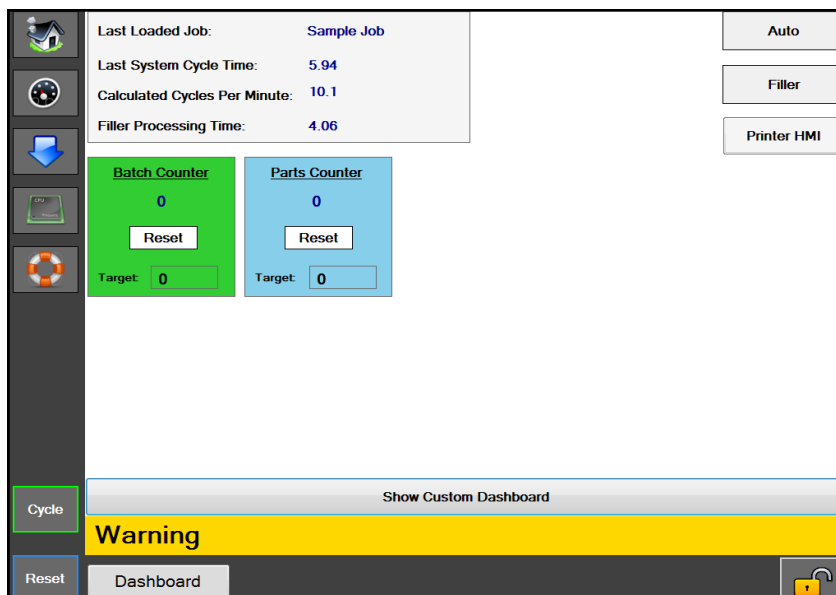 Last Loaded Job: Sample Job
Last System Cycle Time: 5.94
Calculated Cycles Per Minute: 10.1
Filler Processing Time: 4.06
Auto
Filler
Printer HMI
Batch Counter
0
Reset
Target: 0
Parts Counter
0
Reset
Target: 0
CPU
Show Custom Dashboard
Cycle
Warning
Reset
Dashboard